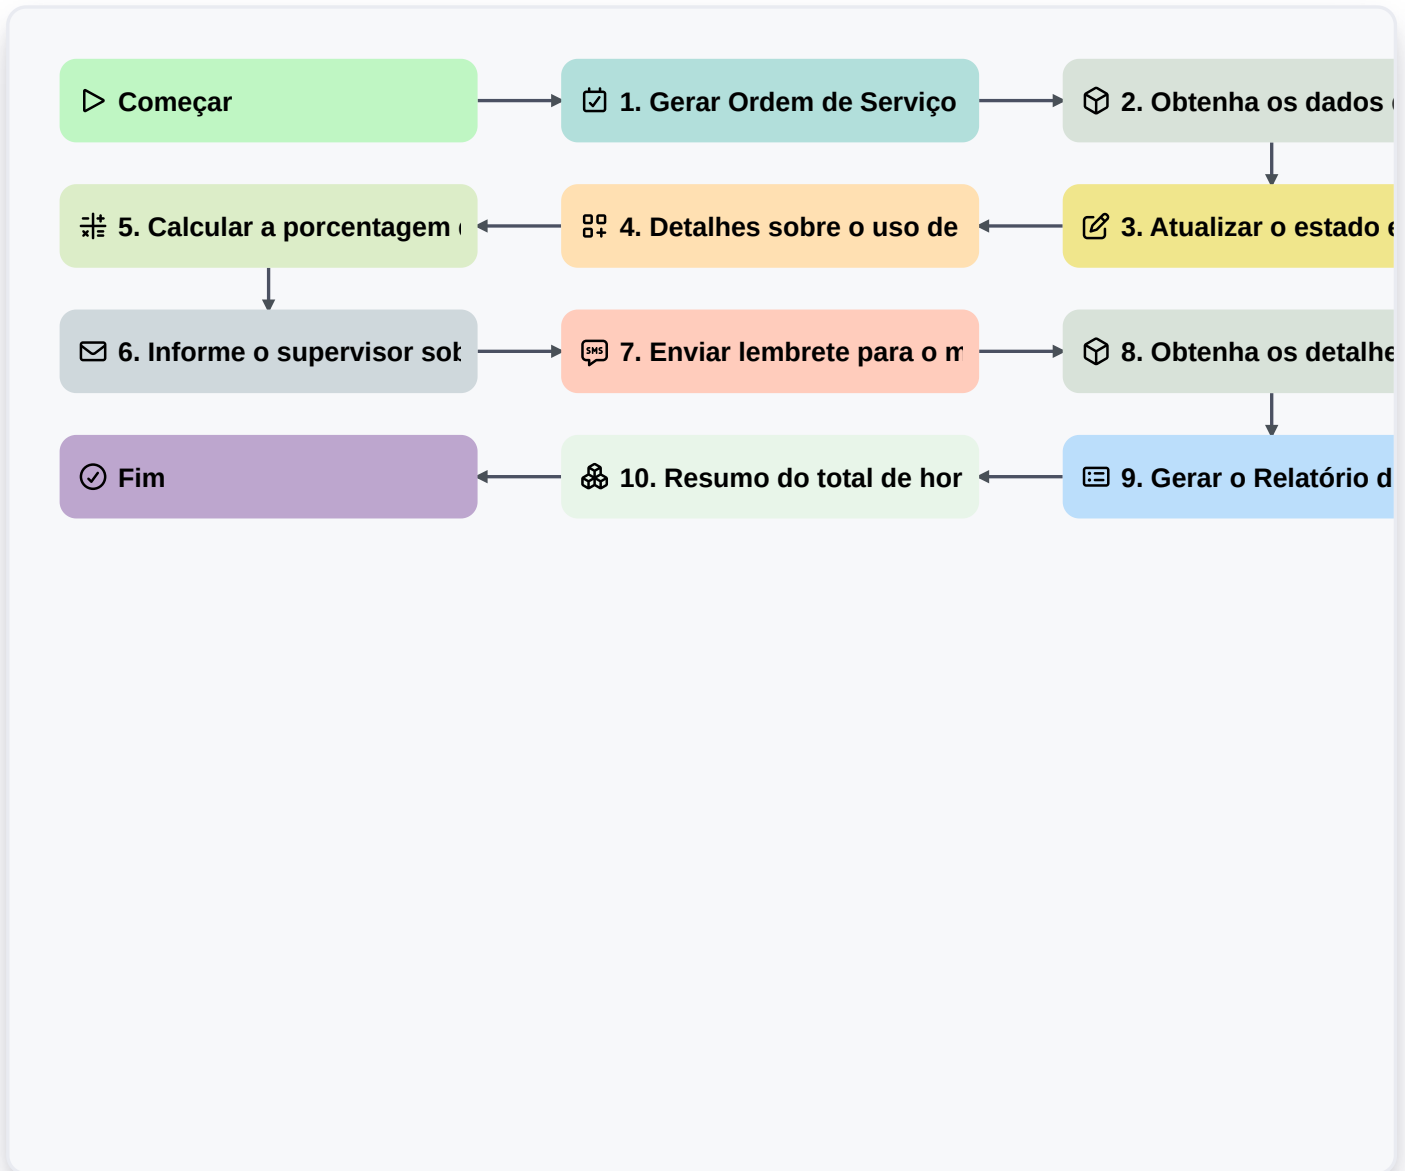 Começar
1. Gerar Ordem de Serviço
2. Obtenha os dados
5. Calcular a porcentagem
4. Detalhes sobre o uso de
3. Atualizar o estado
6. Informe o supervisor
7. Enviar lembrete para o
8. Obtenha os
Fim
10. Resumo do total de
9. Gerar o Relatório
SMS